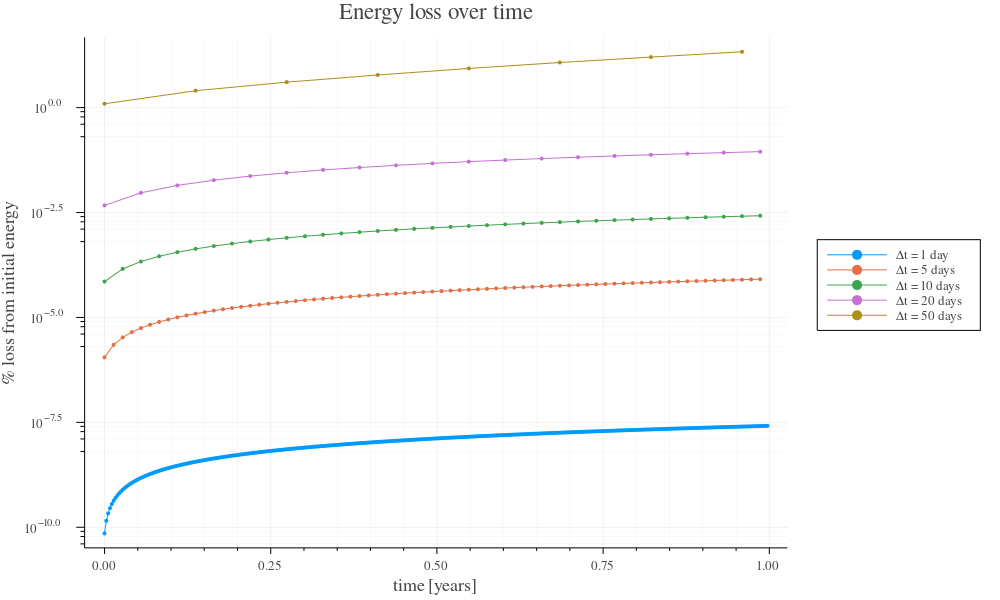 Energy loss over time
% loss from initial energy
10^0.0
10^−2.5
10^−5.0
10^−7.5
10^−10.0
0.00 0.25 0.50 0.75 1.00
time [years]
Δt = 1 day
Δt = 5 days
Δt = 10 days
Δt = 20 days
Δt = 50 days